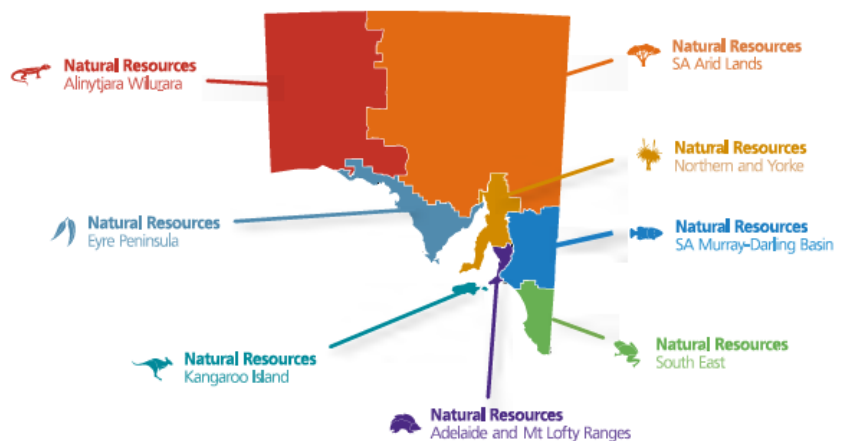 Natural Resources
SA Arid Lands
Natural Resources
Alinytjara Wilurara
Natural Resources
Northern and Yorke
Natural Resources
Eyre Peninsula
Natural Resources
SA Murray-Darling Basin
Natural Resources
South East
Natural Resources
Kangaroo Island
Natural Resources
Adelaide and Mt Lofty Ranges